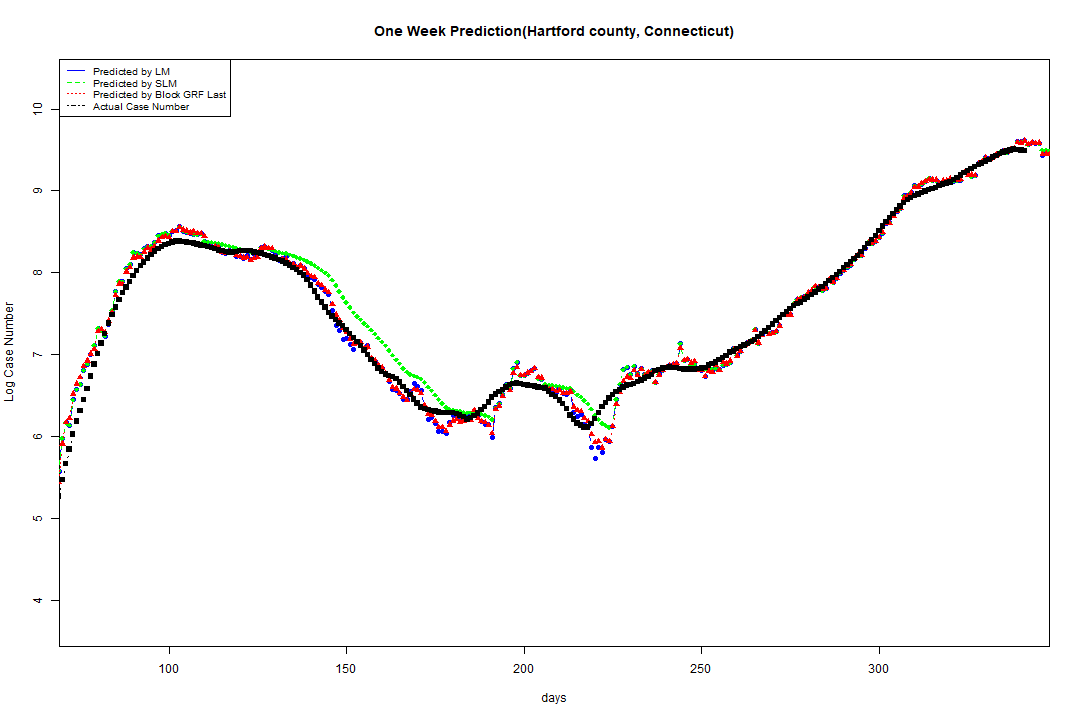 One Week Prediction(Hartford county, Connecticut)
Predicted by LM
Predicted by SLM
Predicted by Block GRF Last
Actual Case Number
10
9
8
7
6
5
4
Log Case Number
100 150 200 250 300
days